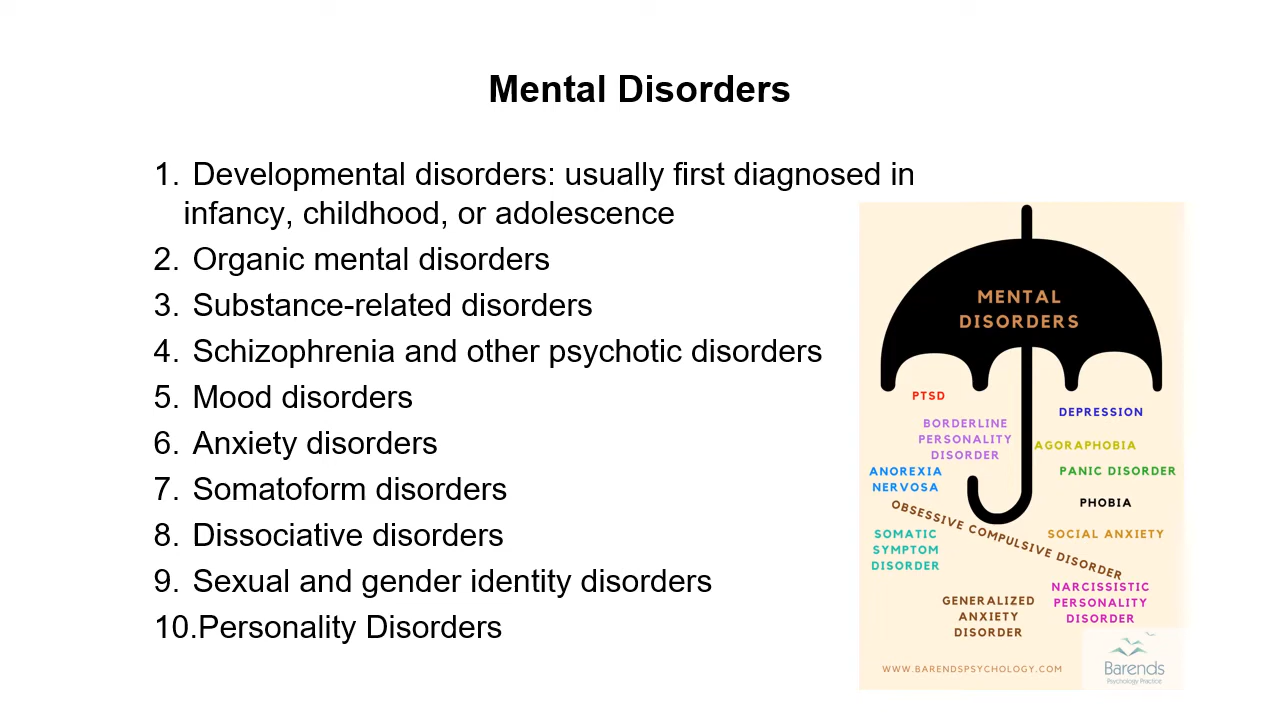 Mental Disorders
1. Developmental disorders: usually first diagnosed in
infancy, childhood, or adolescence
2. Organic mental disorders
3. Substance-related disorders
4. Schizophrenia and other psychotic disorders
5. Mood disorders
6. Anxiety disorders
7. Somatoform disorders
8. Dissociative disorders
9. Sexual and gender identity disorders
10.Personality Disorders
MENTAL
DISORDERS
PTSD
DEPRESSION
BORDERLINE
PERSONALITY
DISORDER
AGORAPHOBIA
ANOREXIA
NERVOSA
PANIC DISORDER
PHOBIA
OBSESSIVE COMPULSIVE DISORDER
SOMATIC
SYMPTOM
DISORDER
SOCIAL ANXIETY
GENERALIZED
ANXIETY
DISORDER
NARCISSISTIC
PERSONALITY
DISORDER
WWW.BARENDSPSYCHOLOGY.COM
Barends
Psychology Practice